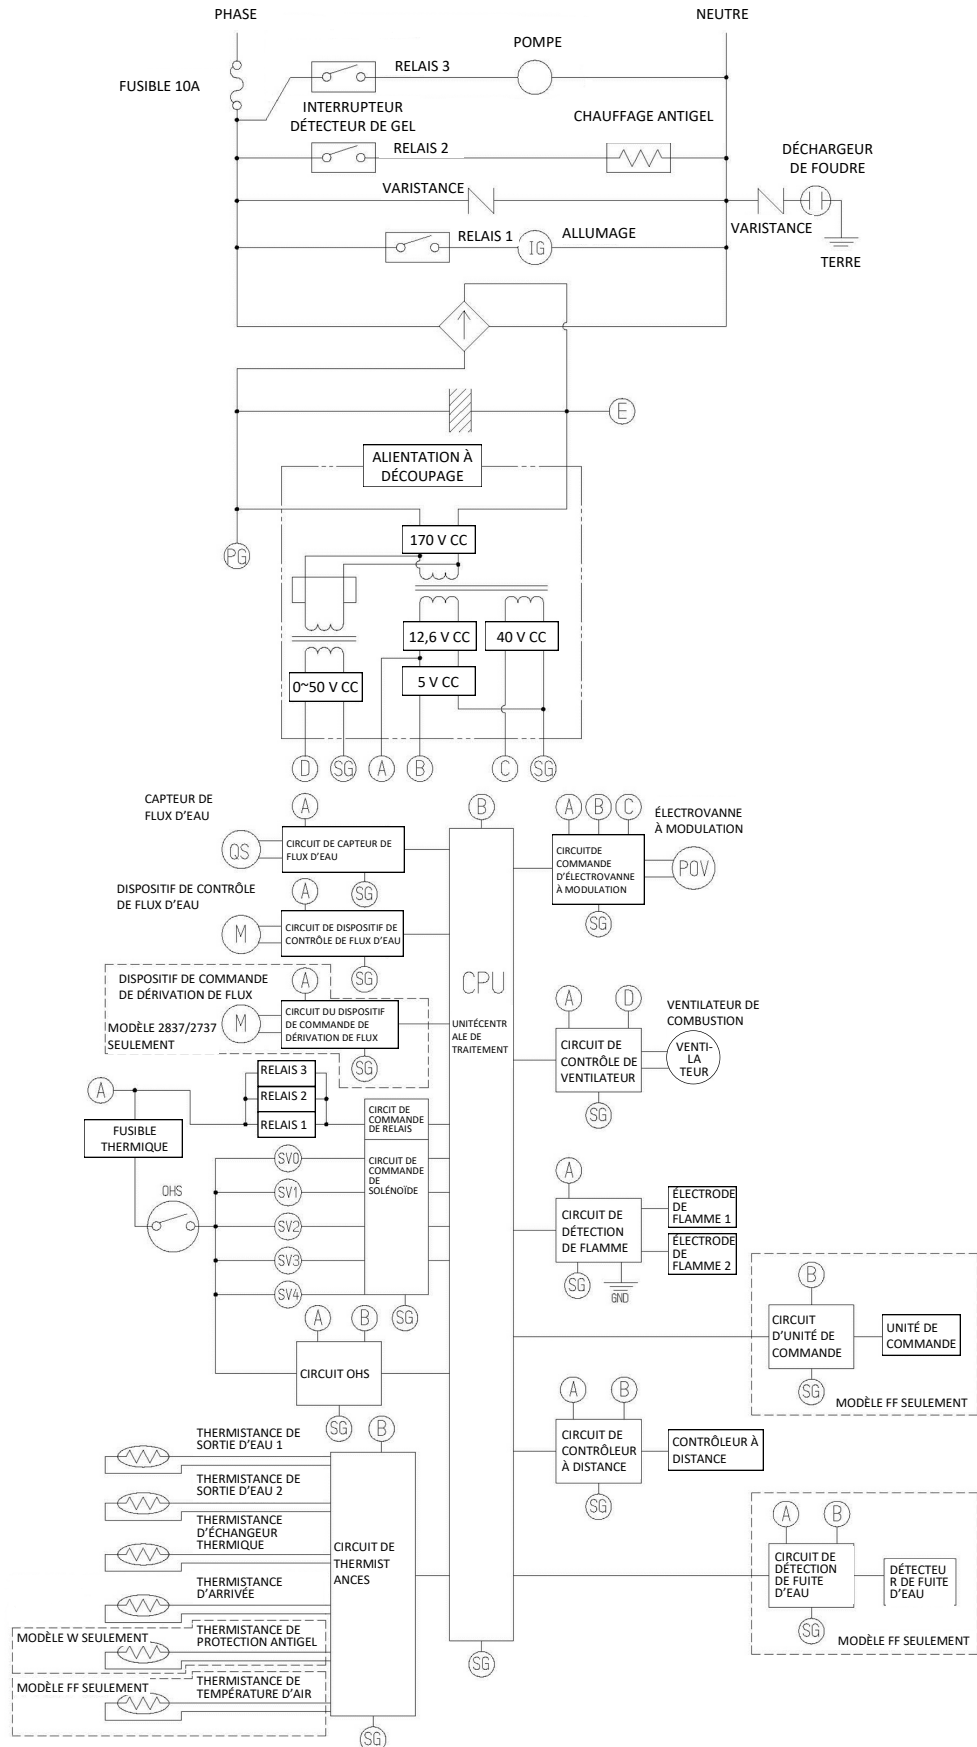 PHASE
NEUTRE
POMPE
RELAIS 3
FUSIBLE 10A
INTERRUPTEUR
DÉTECTEUR DE GEL
CHAUFFAGE ANTIGEL
RELAIS 2
DÉCHARGEUR
DE FOUDRE
VARISTANCE
VARISTANCE
RELAIS 1
IG
ALLUMAGE
TERRE
E
ALIENTATION À
DÉCOUPAGE
170 V CC
PG
12,6 V CC
40 V CC
5 V CC
0~50 V CC
D
SG
A
B
C
SG
CAPTEUR DE
FLUX D'EAU
A
QS
CIRCUIT DE CAPTEUR DE
FLUX D'EAU
SG
B
A
B
C
ÉLECTROVANNE
À MODULATION
CIRCUITDE
COMMANDE
D'ÉLECTROVANNE
À MODULATION
POV
SG
DISPOSITIF DE CONTRÔLE
DE FLUX D'EAU
A
M
CIRCUIT DE DISPOSITIF DE
CONTRÔLE DE FLUX D'EAU
SG
DISPOSITIF DE COMMANDE
DE DÉRIVATION DE FLUX
A
MODÈLE 2837/2737
SEULEMENT
M
CIRCUIT DU DISPOSITIF
DE COMMANDE DE
DÉRIVATION DE FLUX
SG
CPU
UNITÉCENTR
ALE DE
TRAITEMENT
A
D
VENTILATEUR DE
COMBUSTION
CIRCUIT DE
CONTRÔLE DE
VENTILATEUR
VENTI-
LA
TEUR
SG
A
RELAIS 3
RELAIS 2
RELAIS 1
FUSIBLE
THERMIQUE
CIRCIT DE
COMMANDE
DE RELAIS
CIRCUIT DE
COMMANDE
DE
SOLÉNOÏDE
OHS
SV0
SV1
SV2
SV3
SV4
SG
A
CIRCUIT DE
DÉTECTION
DE FLAMME
ÉLECTRODE
DE
FLAMME 1
ÉLECTRODE
DE
FLAMME 2
SG
GND
A
B
CIRCUIT OHS
SG
B
CIRCUIT
D'UNITÉ DE
COMMANDE
UNITÉ DE
COMMANDE
SG
MODÈLE FF SEULEMENT
A
B
CIRCUIT DE
CONTRÔLEUR
À DISTANCE
CONTRÔLEUR À
DISTANCE
SG
B
THERMISTANCE DE
SORTIE D'EAU 1
THERMISTANCE DE
SORTIE D'EAU 2
THERMISTANCE
D'ÉCHANGEUR
THERMIQUE
THERMISTANCE
D'ARRIVÉE
MODÈLE W SEULEMENT
THERMISTANCE DE
PROTECTION ANTIGEL
MODÈLE FF SEULEMENT
THERMISTANCE DE
TEMPÉRATURE D'AIR
CIRCUIT DE
THERMIST
ANCES
SG
SG
A
B
CIRCUIT DE
DÉTECTION
DE FUITE
D'EAU
DÉTECTEU
R DE FUITE
D'EAU
SG
MODÈLE FF SEULEMENT